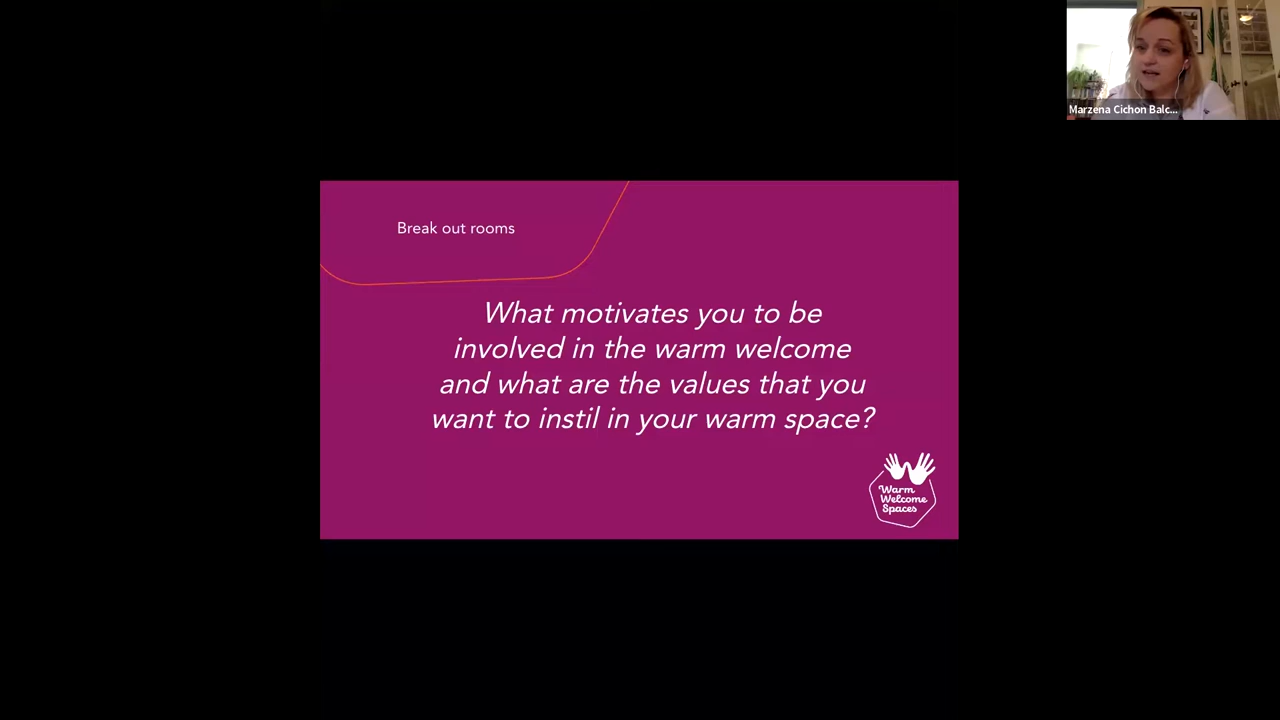 Marzena Cichon Balc...
Break out rooms
What motivates you to be
involved in the warm welcome
and what are the values that you
want to instil in your warm space?
Warm
Welcome
Spaces